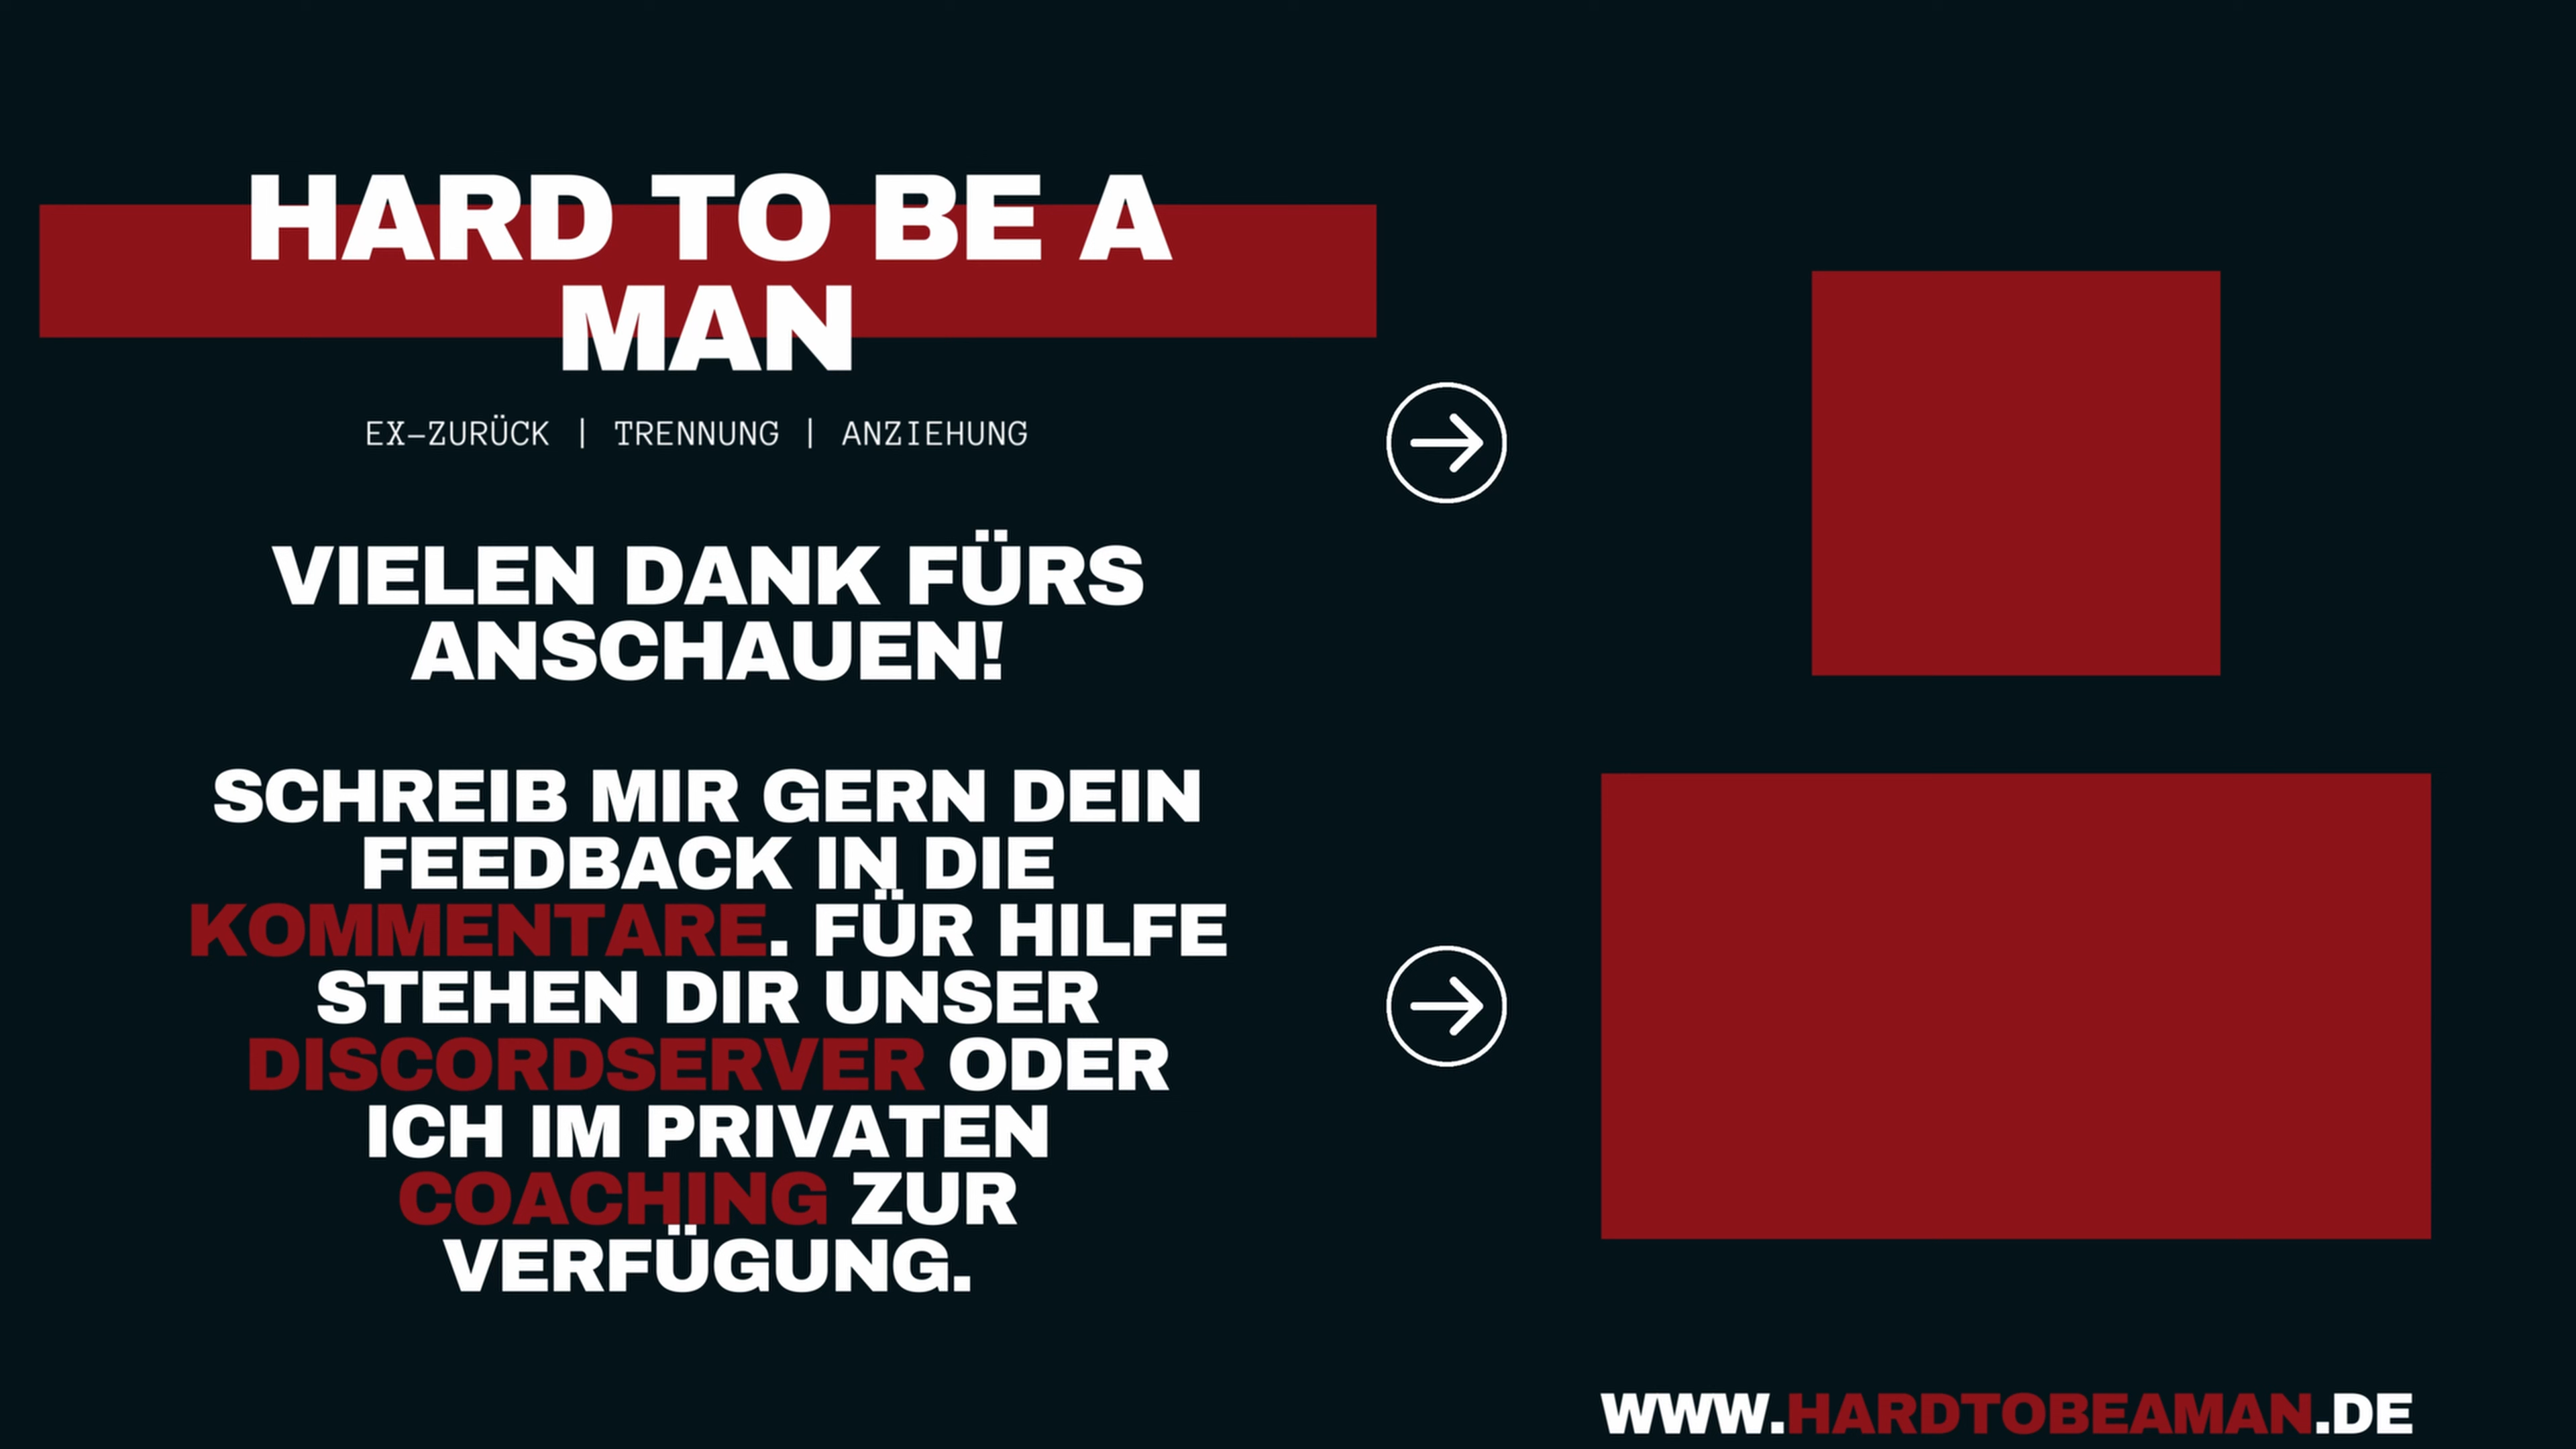 HARD TO BE A
MAN
EX-ZURÜCK | TRENNUNG | ANZIEHUNG
VIELEN DANK FÜRS
ANSCHAUEN!
SCHREIB MIR GERN DEIN
FEEDBACK IN DIE
KOMMENTARE. FÜR HILFE
STEHEN DIR UNSER
DISCORDSERVER ODER
ICH IM PRIVATEN
COACHING ZUR
VERFÜGUNG.
WWW.HARDTOBEAMAN.DE